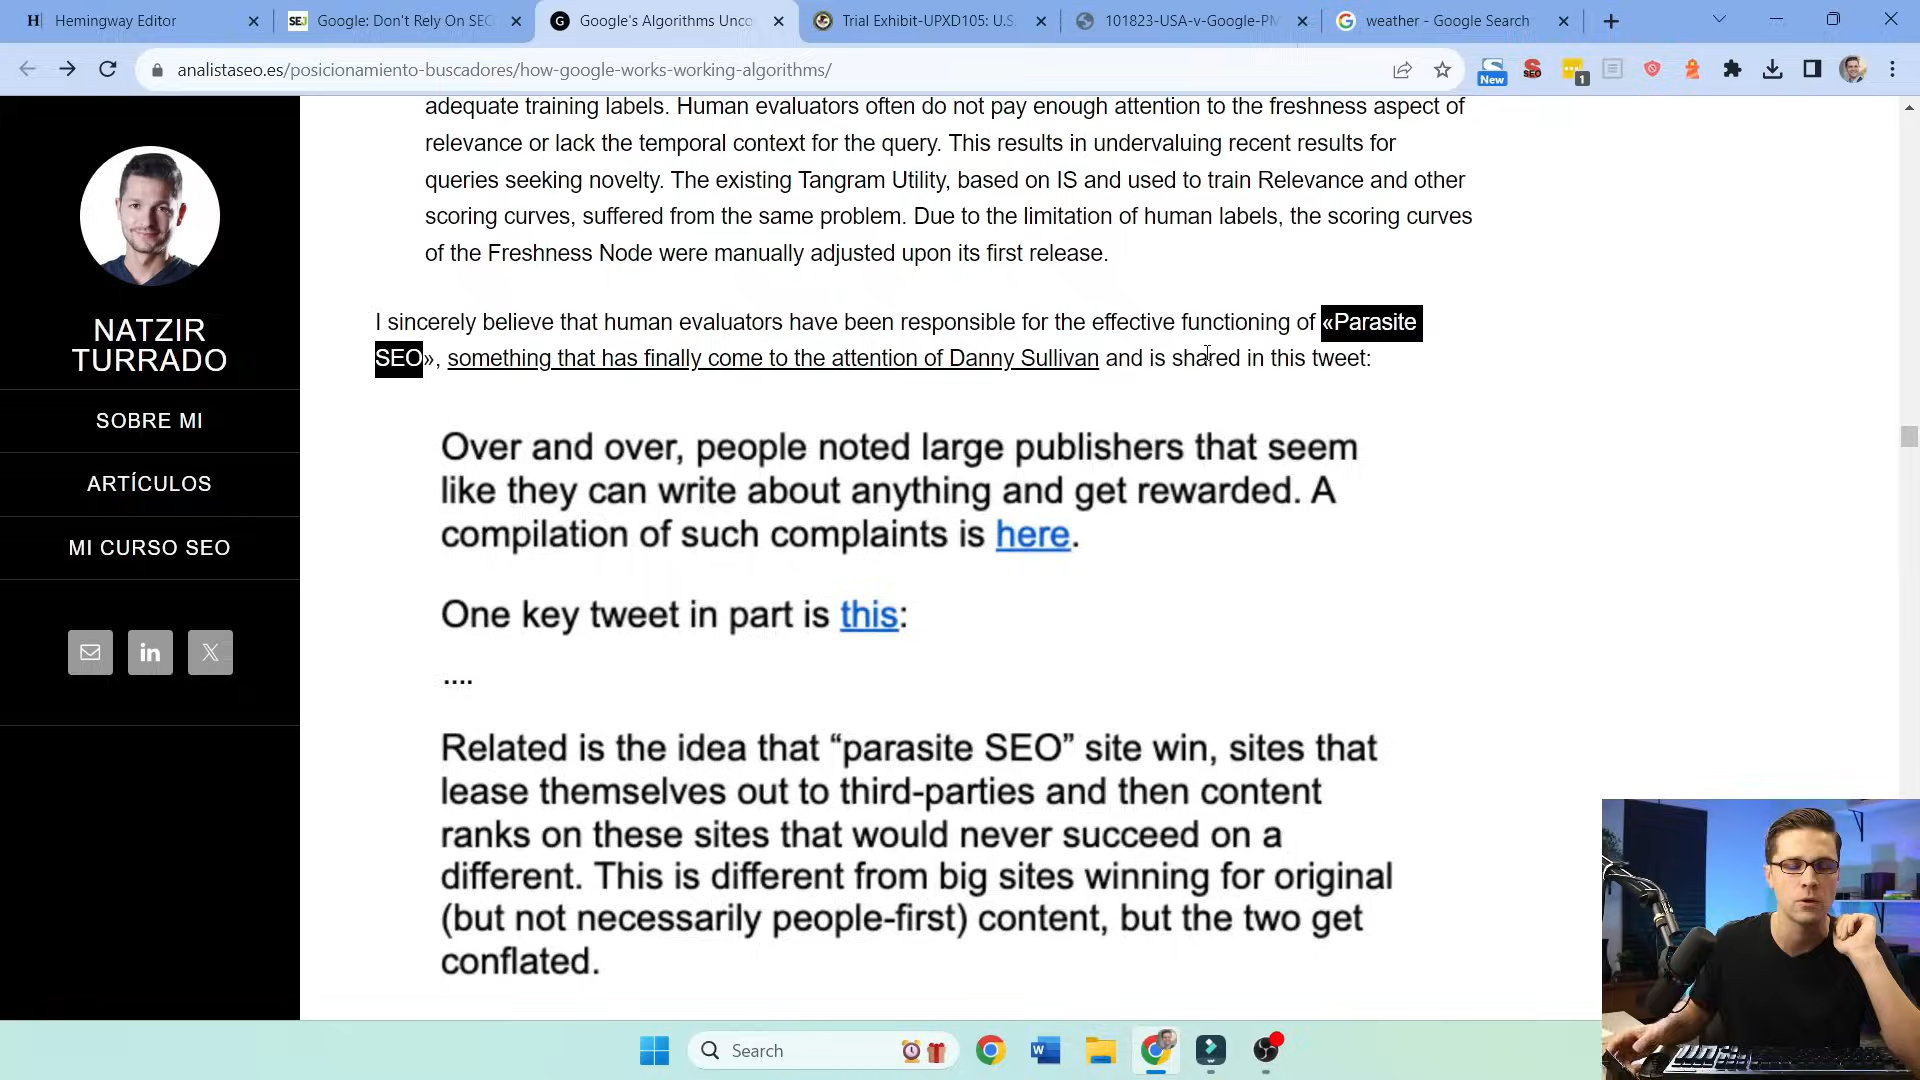 Hemingway Editor
Google: Don't Rely On SEO
Google's Algorithms Unco
Trial Exhibit-UPXD105: U.S.
101823-USA-v-Google-PM
weather - Google Search
analistaseo.es/posicionamiento-buscadores/how-google-works-working-algorithms/
New
SEO
1
adequate training labels. Human evaluators often do not pay enough attention to the freshness aspect of
relevance or lack the temporal context for the query. This results in undervaluing recent results for
queries seeking novelty. The existing Tangram Utility, based on IS and used to train Relevance and other
scoring curves, suffered from the same problem. Due to the limitation of human labels, the scoring curves
of the Freshness Node were manually adjusted upon its first release.
NATZIR
TURRADO
SOBRE MI
ARTÍCULOS
MI CURSO SEO
I sincerely believe that human evaluators have been responsible for the effective functioning of «Parasite
SEO», something that has finally come to the attention of Danny Sullivan and is shared in this tweet:
Over and over, people noted large publishers that seem
like they can write about anything and get rewarded. A
compilation of such complaints is here.
One key tweet in part is this:
....
Related is the idea that “parasite SEO” site win, sites that
lease themselves out to third-parties and then content
ranks on these sites that would never succeed on a
different. This is different from big sites winning for original
(but not necessarily people-first) content, but the two get
conflated.
Search